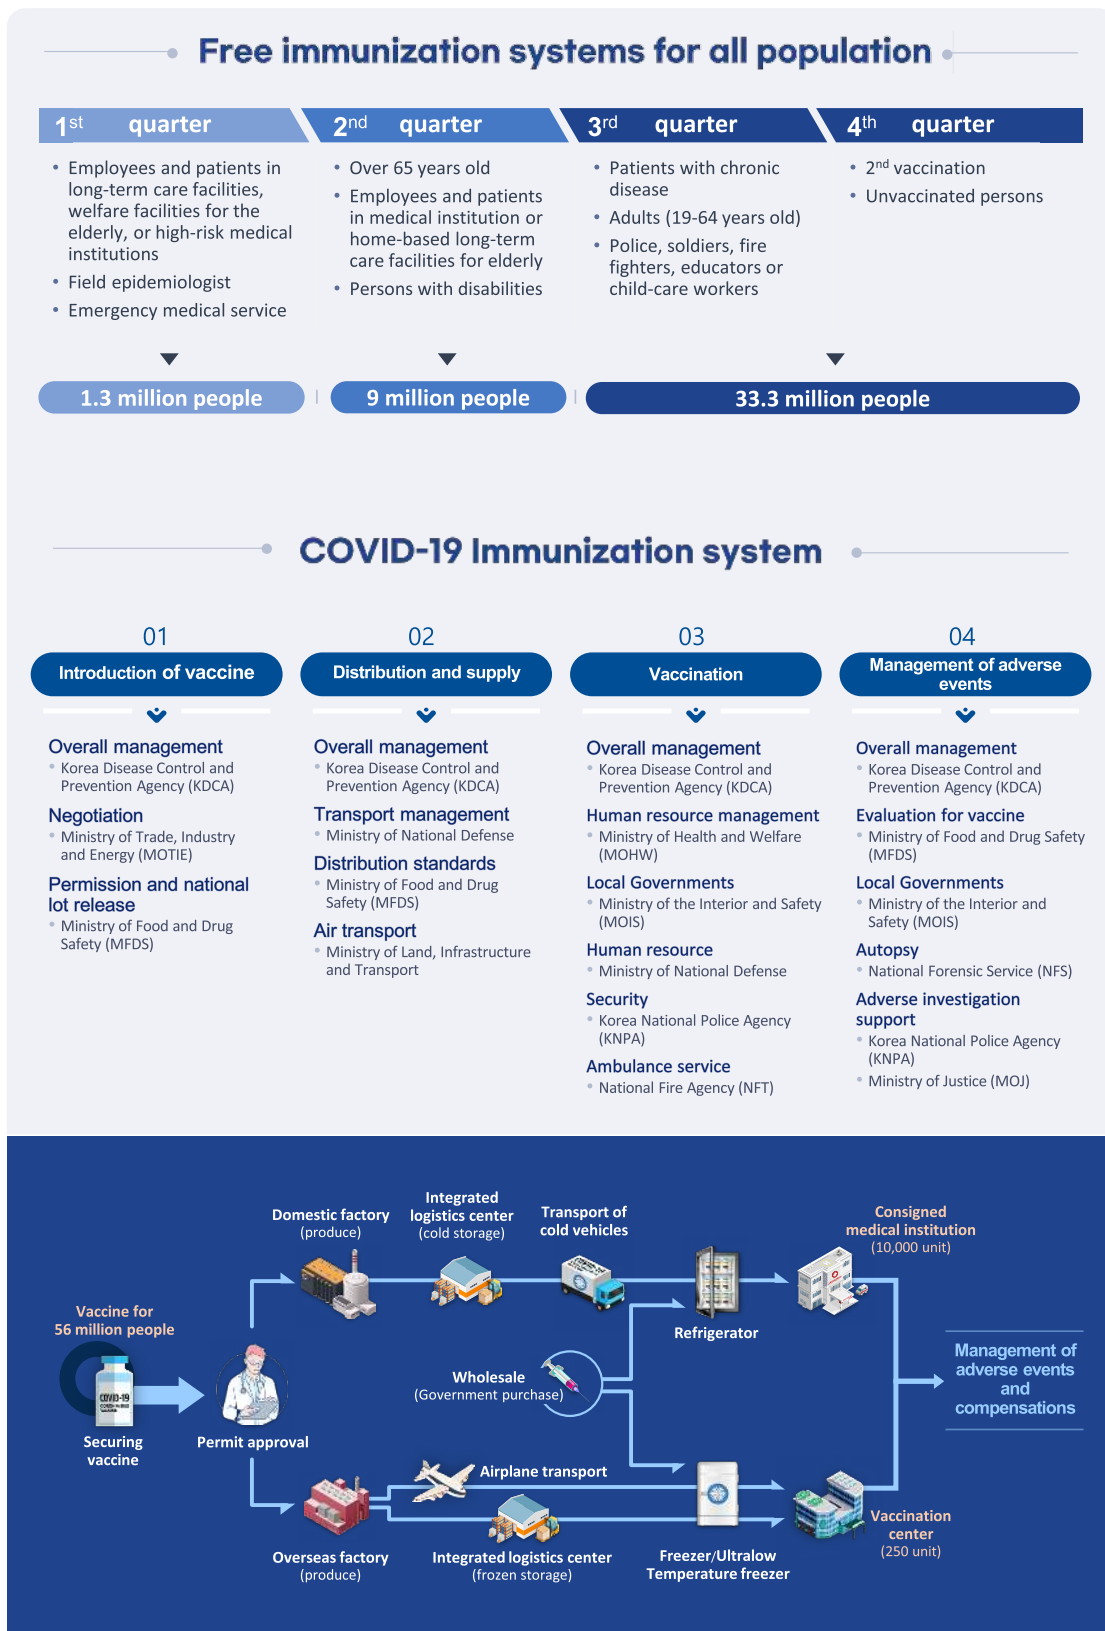 Free immunization systems for all population
1st quarter
• Employees and patients in
long-term care facilities,
welfare facilities for the
elderly, or high-risk medical
institutions
• Field epidemiologist
• Emergency medical service
1.3 million people
2nd quarter
• Over 65 years old
• Employees and patients
in medical institution or
home-based long-term
care facilities for elderly
• Persons with disabilities
9 million people
3rd quarter
• Patients with chronic
disease
• Adults (19-64 years old)
• Police, soldiers, fire
fighters, educators or
child-care workers
4th quarter
• 2nd vaccination
• Unvaccinated persons
33.3 million people
COVID-19 Immunization system
01
Introduction of vaccine
Overall management
• Korea Disease Control and
Prevention Agency (KDCA)
Negotiation
• Ministry of Trade, Industry
and Energy (MOTIE)
Permission and national
lot release
• Ministry of Food and Drug
Safety (MFDS)
02
Distribution and supply
Overall management
• Korea Disease Control and
Prevention Agency (KDCA)
Transport management
• Ministry of National Defense
Distribution standards
• Ministry of Food and Drug
Safety (MFDS)
Air transport
• Ministry of Land, Infrastructure
and Transport
03
Vaccination
Overall management
• Korea Disease Control and
Prevention Agency (KDCA)
Human resource management
• Ministry of Health and Welfare
(MOHW)
Local Governments
• Ministry of the Interior and Safety
(MOIS)
Human resource
• Ministry of National Defense
Security
• Korea National Police Agency
(KNPA)
Ambulance service
• National Fire Agency (NFT)
04
Management of adverse
events
Overall management
• Korea Disease Control and
Prevention Agency (KDCA)
Evaluation for vaccine
• Ministry of Food and Drug Safety
(MFDS)
Local Governments
• Ministry of the Interior and
Safety (MOIS)
Autopsy
• National Forensic Service (NFS)
Adverse investigation
support
• Korea National Police Agency
(KNPA)
• Ministry of Justice (MOJ)
Vaccine for
56 million people
COVID-19
Securing
vaccine
Permit approval
Domestic factory
(produce)
Integrated
logistics center
(cold storage)
Transport of
cold vehicles
Refrigerator
Consigned
medical institution
(10,000 unit)
Wholesale
(Government purchase)
Management of
adverse events
and
compensations
Airplane transport
Overseas factory
(produce)
Integrated logistics center
(frozen storage)
Freezer/Ultralow
Temperature freezer
Vaccination
center
(250 unit)